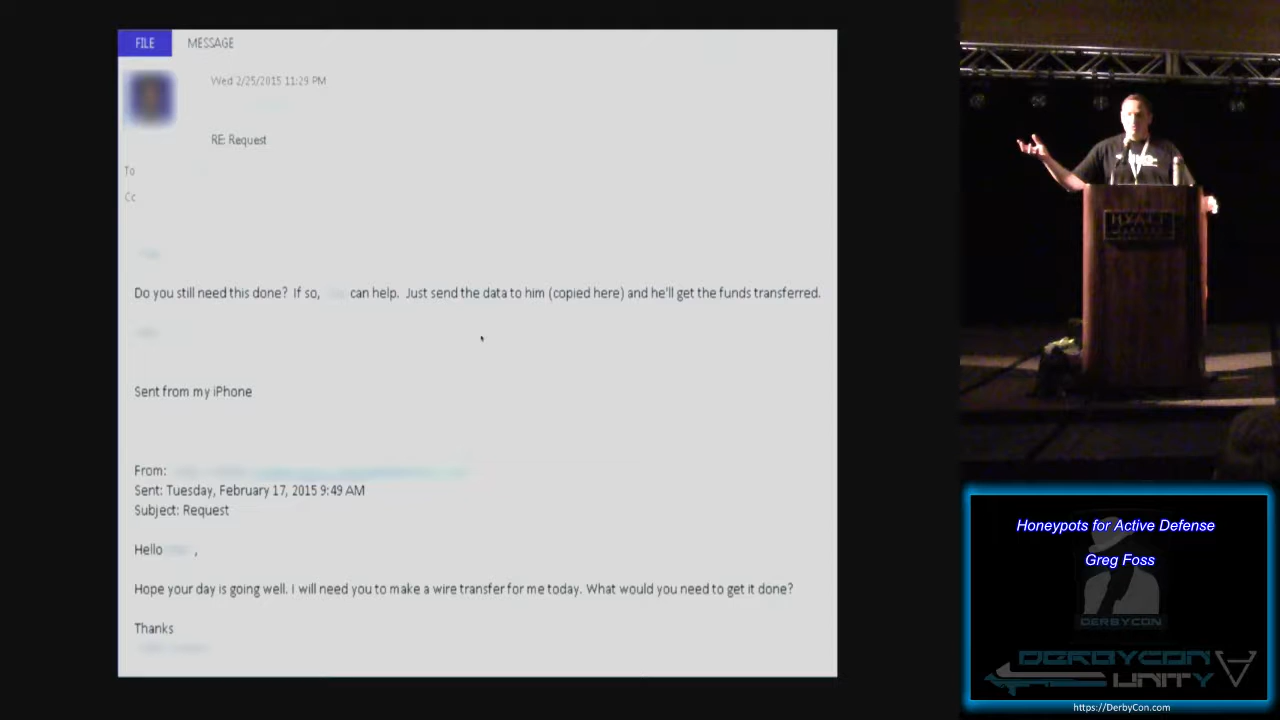 FILE
MESSAGE
Wed 2/25/2015 11:29 PM
RE: Request
To
Cc
Do you still need this done? If so, can help. Just send the data to him (copied here) and he'll get the funds transferred.
Sent from my iPhone
From:
Sent: Tuesday, February 17, 2015 9:49 AM
Subject: Request
Hello ,
Hope your day is going well. I will need you to make a wire transfer for me today. What would you need to get it done?
Thanks
HYATT
Honeypots for Active Defense
Greg Foss
DERBYCON
DERBYCON
UNITY
https://DerbyCon.com